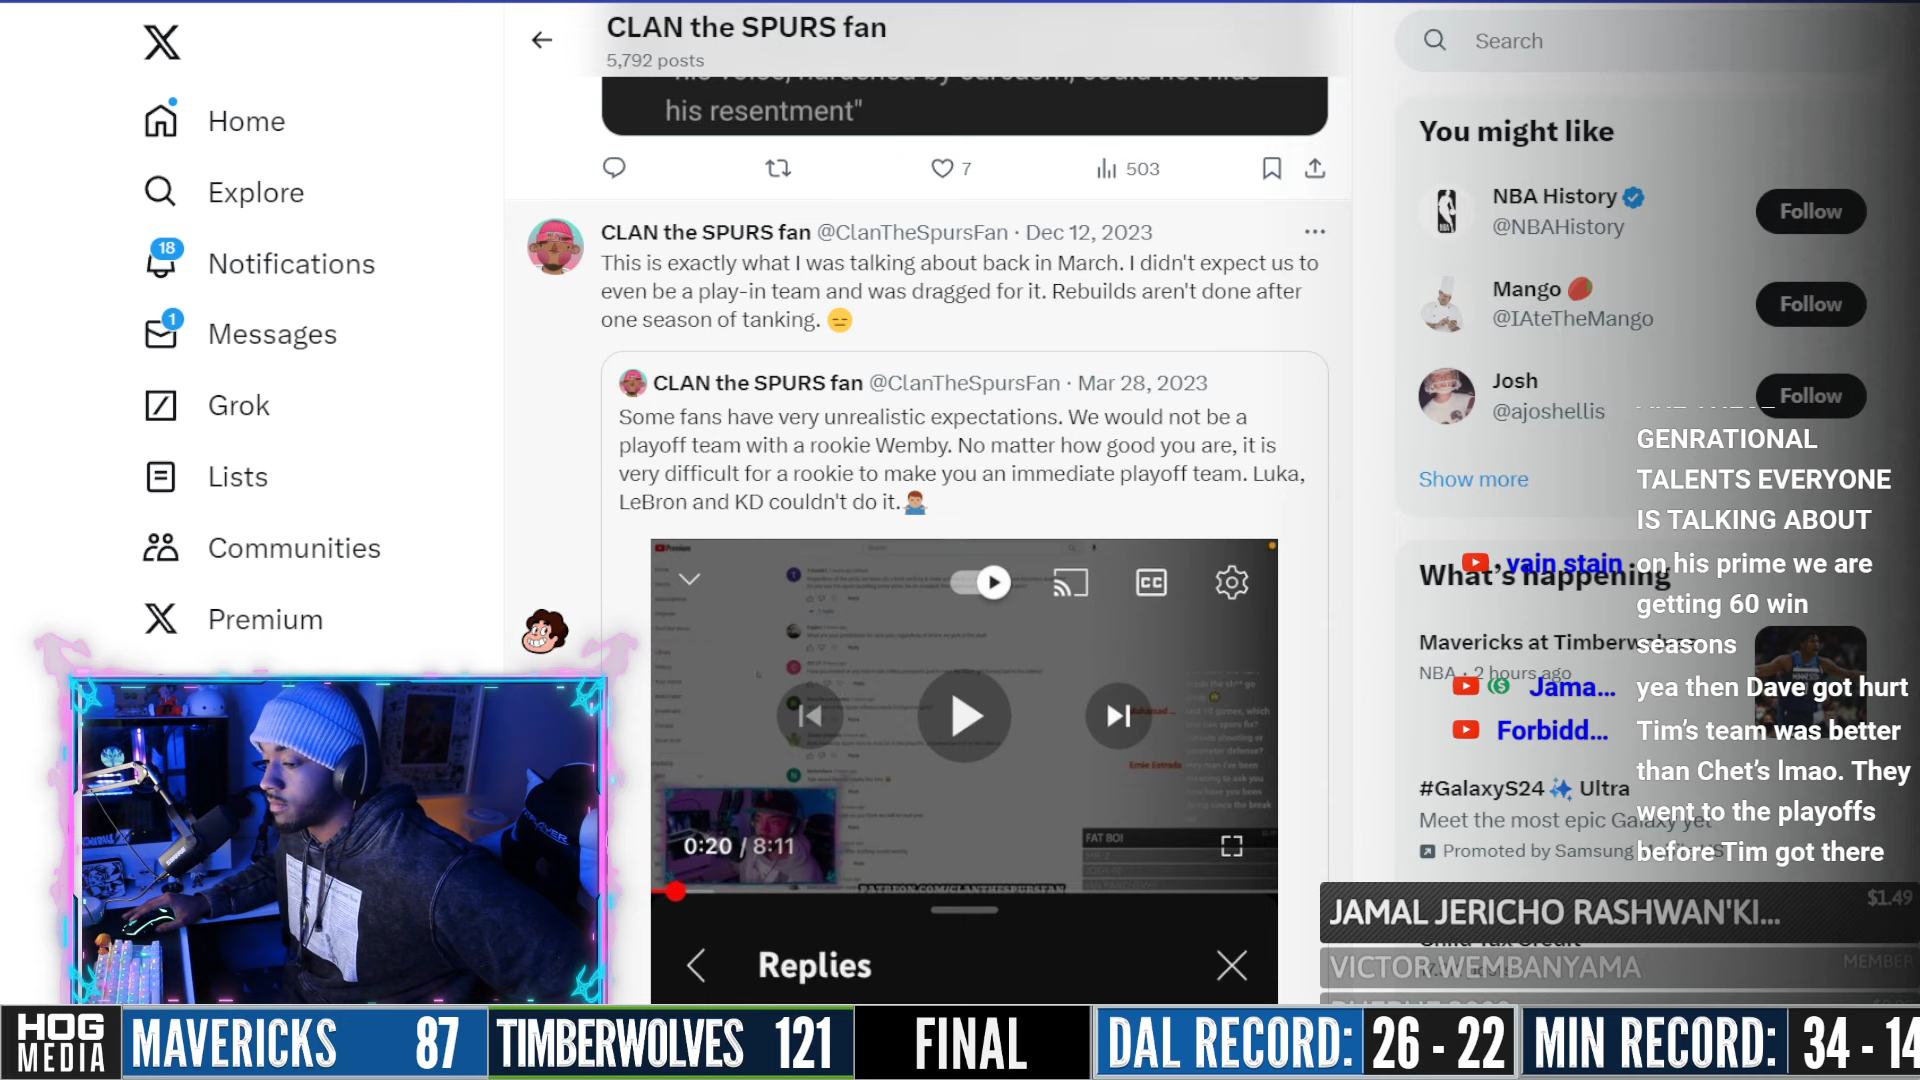 CLAN the SPURS fan
5,792 posts
his resentment"
7
503
Home
Explore
18
Notifications
1
Messages
Grok
Lists
Communities
Premium
CLAN the SPURS fan @ClanTheSpursFan · Dec 12, 2023
This is exactly what I was talking about back in March. I didn't expect us to
even be a play-in team and was dragged for it. Rebuilds aren't done after
one season of tanking.
CLAN the SPURS fan @ClanTheSpursFan · Mar 28, 2023
Some fans have very unrealistic expectations. We would not be a
playoff team with a rookie Wemby. No matter how good you are, it is
very difficult for a rookie to make you an immediate playoff team. Luka,
LeBron and KD couldn't do it.
Premium
CC
FAT BOI
0:20 / 8:11
PATREON.COM/CLANTHESPURSFAN
Replies
Search
You might like
NBA History
@NBAHistory
Follow
Mango
@IAteTheMango
Follow
Josh
@ajoshellis
Follow
Show more
What's happening
Mavericks at Timberwolves
NBA · 2 hours ago
#GalaxyS24 Ultra
Meet the most epic Galaxy yet
Promoted by Samsung
GENRATIONAL
TALENTS EVERYONE
IS TALKING ABOUT
vain stain on his prime we are
getting 60 win
seasons
Jama... yea then Dave got hurt
Forbidd... Tim's team was better
than Chet's lmao. They
went to the playoffs
before Tim got there
JAMAL JERICHO RASHWAN'KI... $1.49
VICTOR WEMBANYAMA MEMBER
HOG
MEDIA
MAVERICKS 87 TIMBERWOLVES 121 FINAL DAL RECORD: 26 - 22 MIN RECORD: 34 - 14